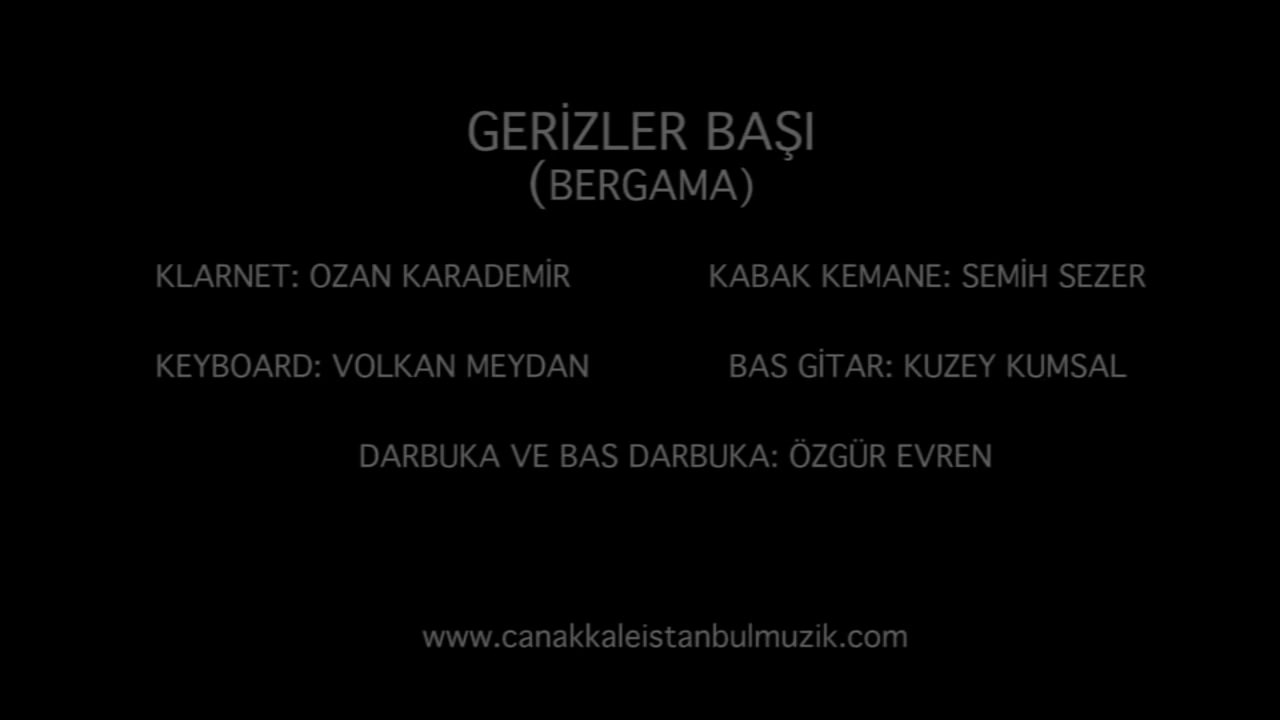 GERİZLER BAŞI
(BERGAMA)
KLARNET: OZAN KARADEMİR
KABAK KEMANE: SEMİH SEZER
KEYBOARD: VOLKAN MEYDAN
BAS GİTAR: KUZEY KUMSAL
DARBUKA VE BAS DARBUKA: ÖZGÜR EVREN
www.canakkaleistanbulmuzik.com